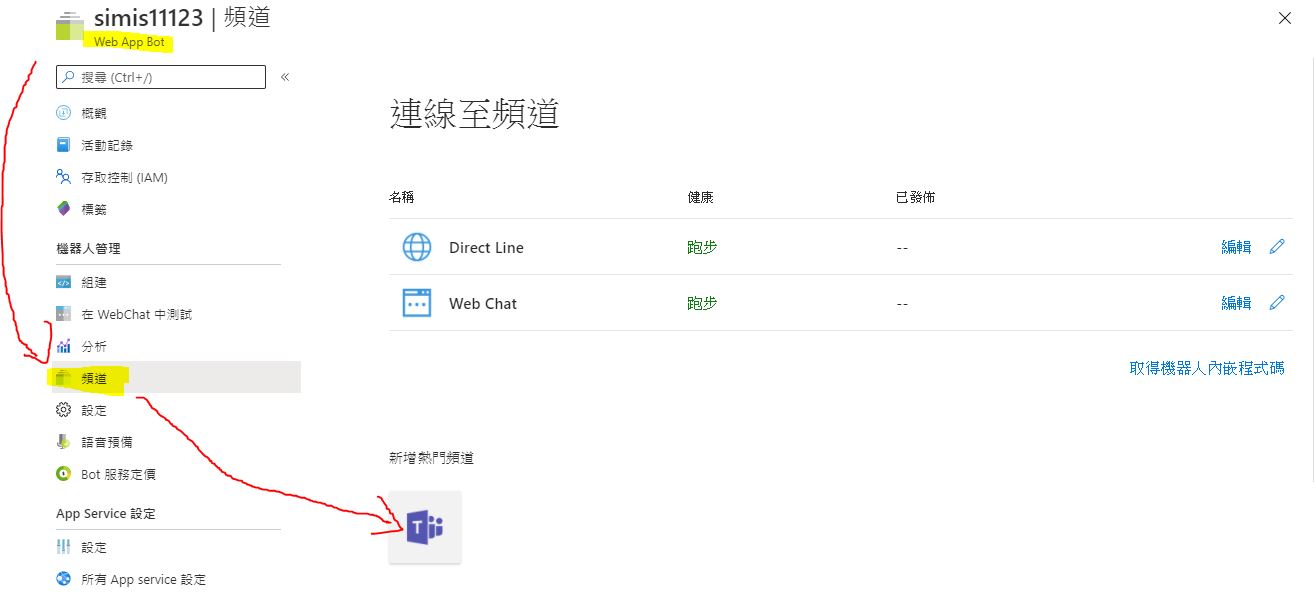 simis11123 | 頻道
Web App Bot
搜尋 (Ctrl+/)
«
概觀
活動記錄
存取控制 (IAM)
標籤
機器人管理
組建
在 WebChat 中測試
分析
頻道
設定
語音預備
Bot 服務定價
App Service 設定
設定
所有 App service 設定
連線至頻道
名稱 健康 已發佈
Direct Line 跑步 -- 編輯
Web Chat 跑步 -- 編輯
取得機器人內嵌程式碼
新增熱門頻道
T